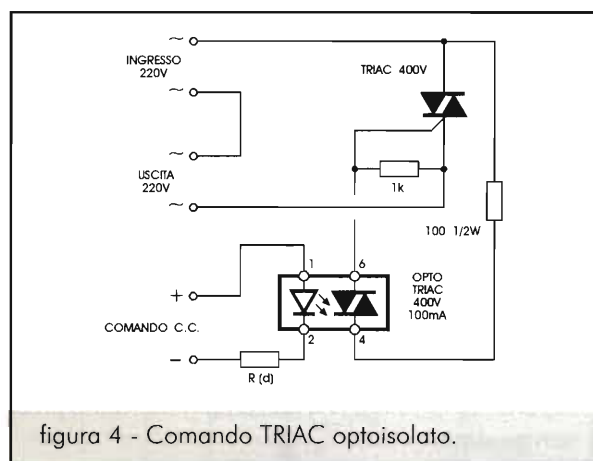 ~
INGRESSO
220V
~
~
USCITA
220V
~
TRIAC 400V
1k
100 1/2W
1
6
OPTO
TRIAC
400V
100mA
+
COMANDO C.C.
-
2
4
R (d)
figura 4 - Comando TRIAC optoisolato.